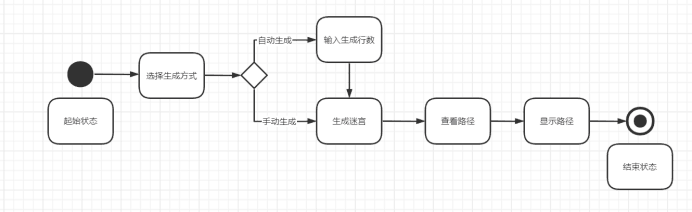 自动生成
输入生成行数
选择生成方式
起始状态
手动生成
生成迷宫
查看路径
显示路径
结束状态